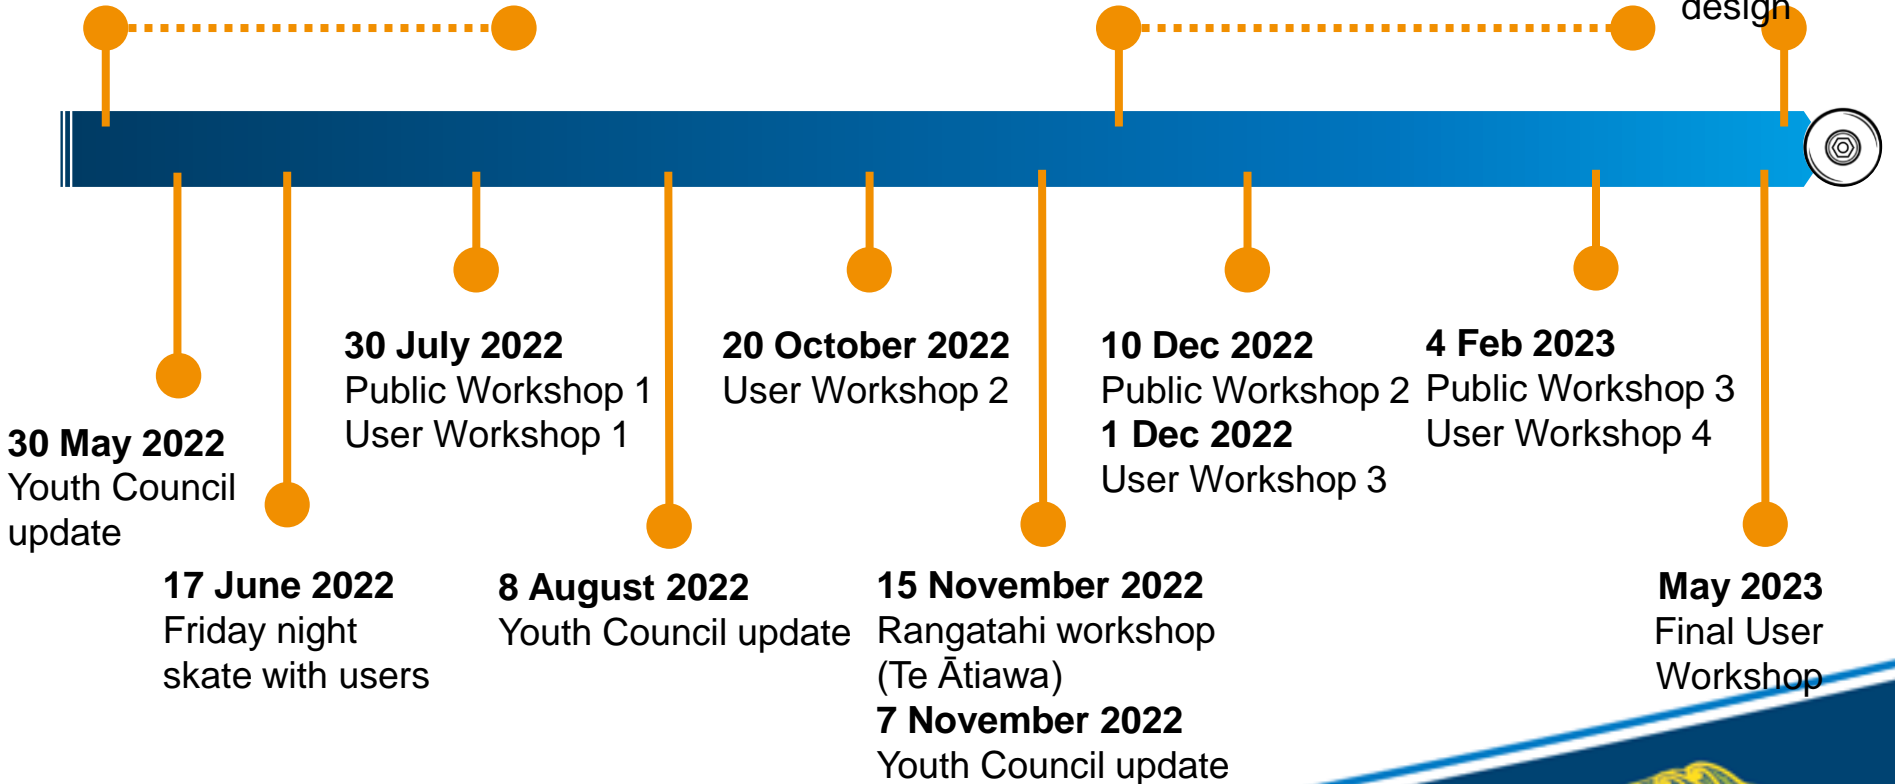 design
30 May 2022
Youth Council
update
17 June 2022
Friday night
skate with users
30 July 2022
Public Workshop 1
User Workshop 1
8 August 2022
Youth Council update
20 October 2022
User Workshop 2
15 November 2022
Rangatahi workshop
(Te Ātiawa)
7 November 2022
Youth Council update
10 Dec 2022
Public Workshop 2
1 Dec 2022
User Workshop 3
4 Feb 2023
Public Workshop 3
User Workshop 4
May 2023
Final User
Workshop